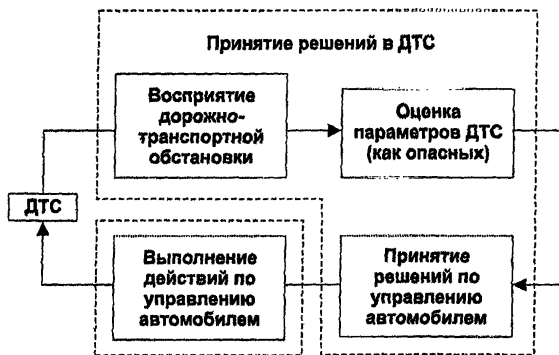 Принятие решений в ДТС
Восприятие
дорожно-
транспортной
обстановки
Оценка
параметров ДТС
(как опасных)
ДТС
Выполнение
действий по
управлению
автомобилем
Принятие
решений по
управлению
автомобилем